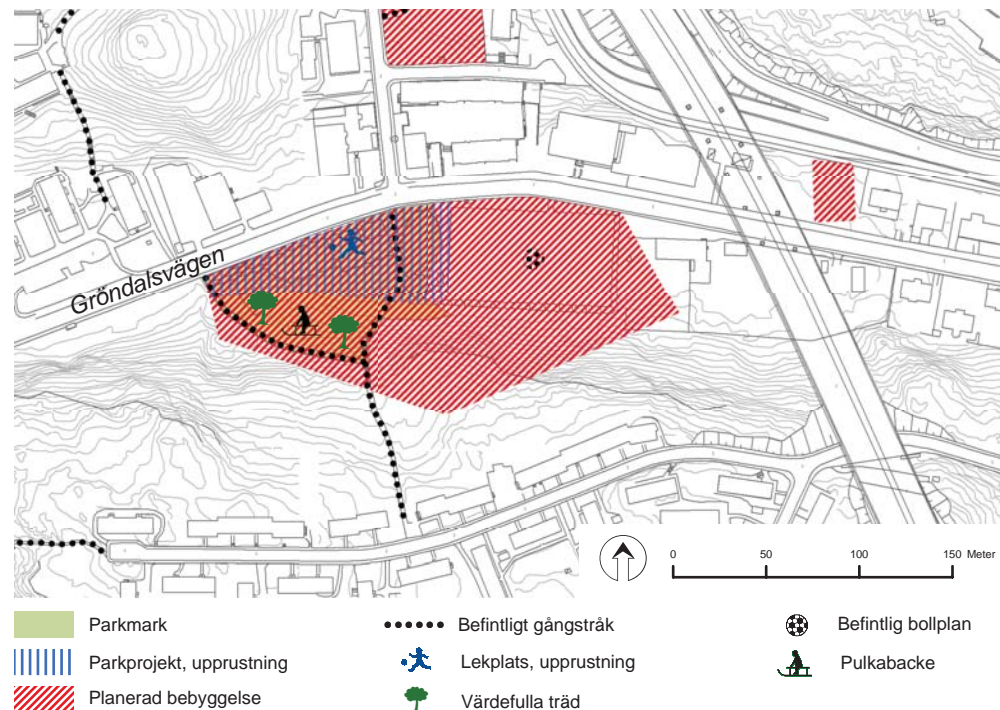 Gröndalsvägen
0 50 100 150 Meter
Parkmark
Befintligt gångstråk
Befintlig bollplan
Parkprojekt, upprustning
Lekplats, upprustning
Pulkabacke
Planerad bebyggelse
Värdefulla träd